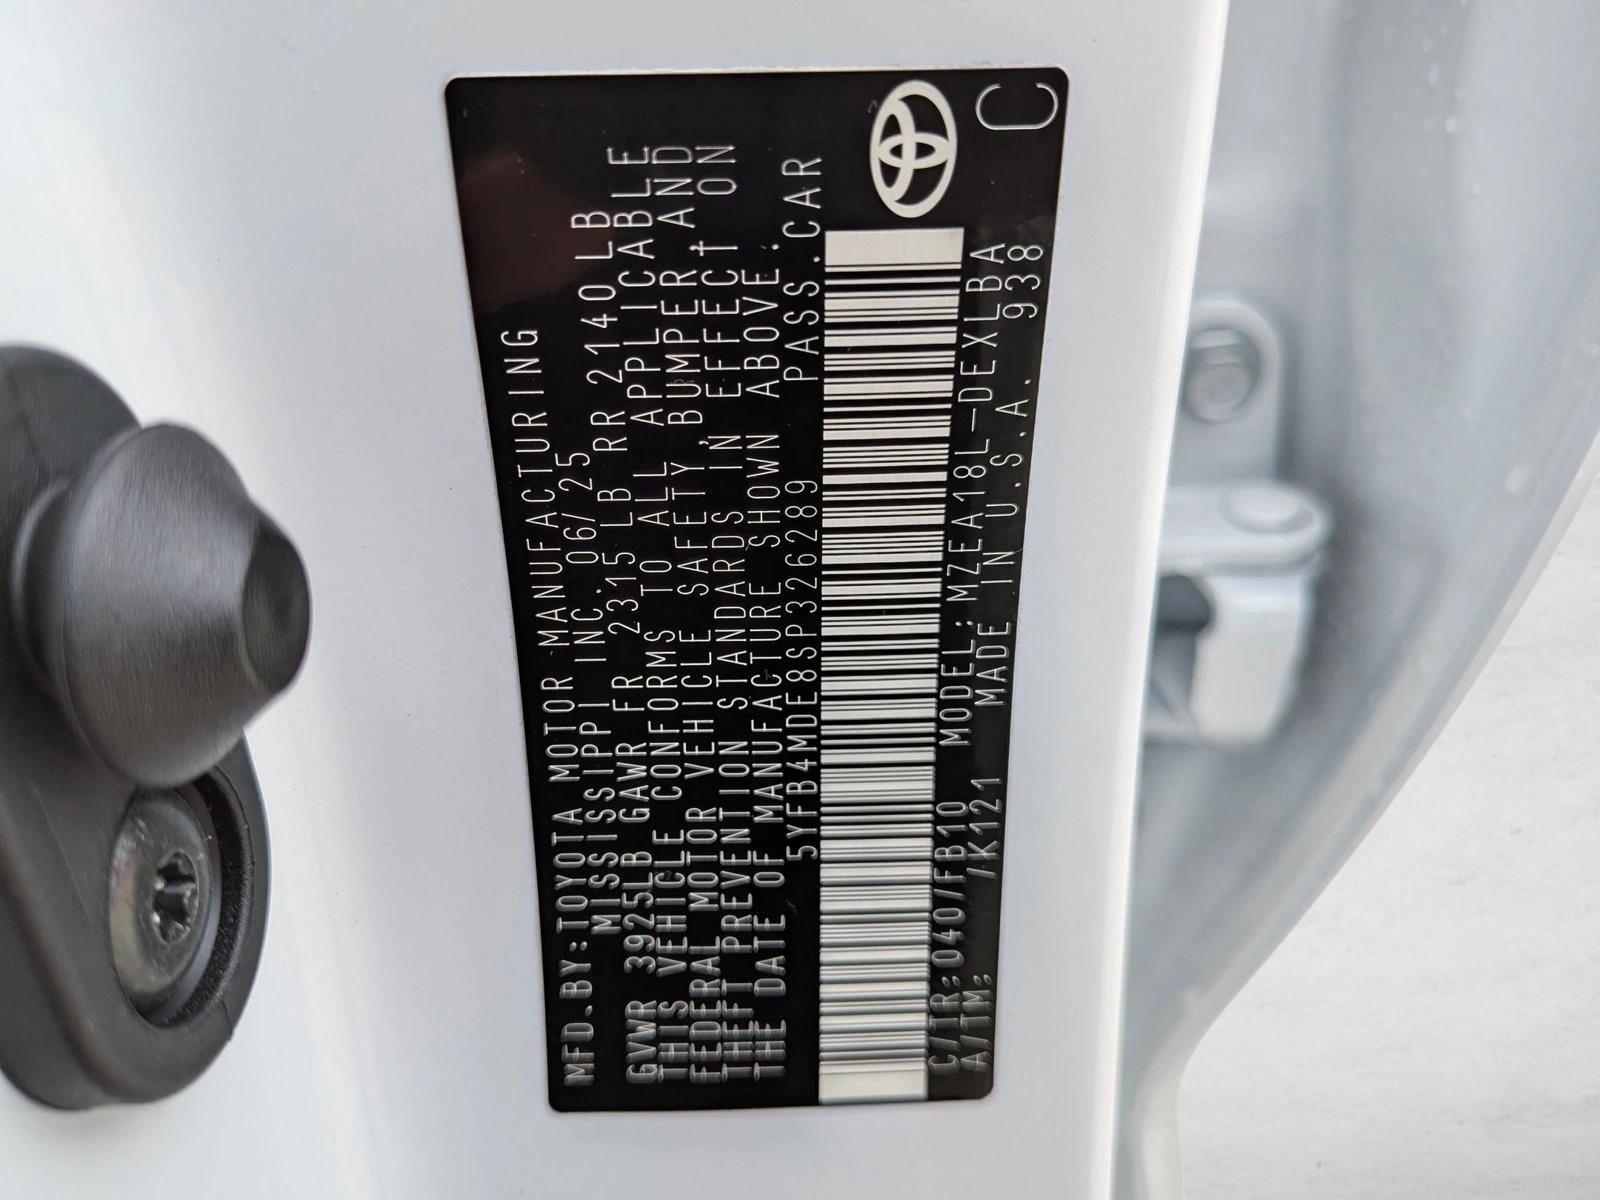 MFD.BY:TOYOTA MOTOR MANUFACTURING
MISSISSIPPI INC. 06/25
GVWR 3925LB GAWR FR 2315 LB RR 2140LB
THIS VEHICLE CONFORMS TO ALL APPLICABLE
FEDERAL MOTOR VEHICLE SAFETY,BUMPER,AND
THEFT PREVENTION STANDARDS IN EFFECT ON
THE DATE OF MANUFACTURE SHOWN ABOVE.
5YFB4MDE8SP326289 PASS.CAR
C/TR:040/FB10 MODEL:MZEA18L-DEXLBA
A/TM: /K121 MADE IN U.S.A. 938
C